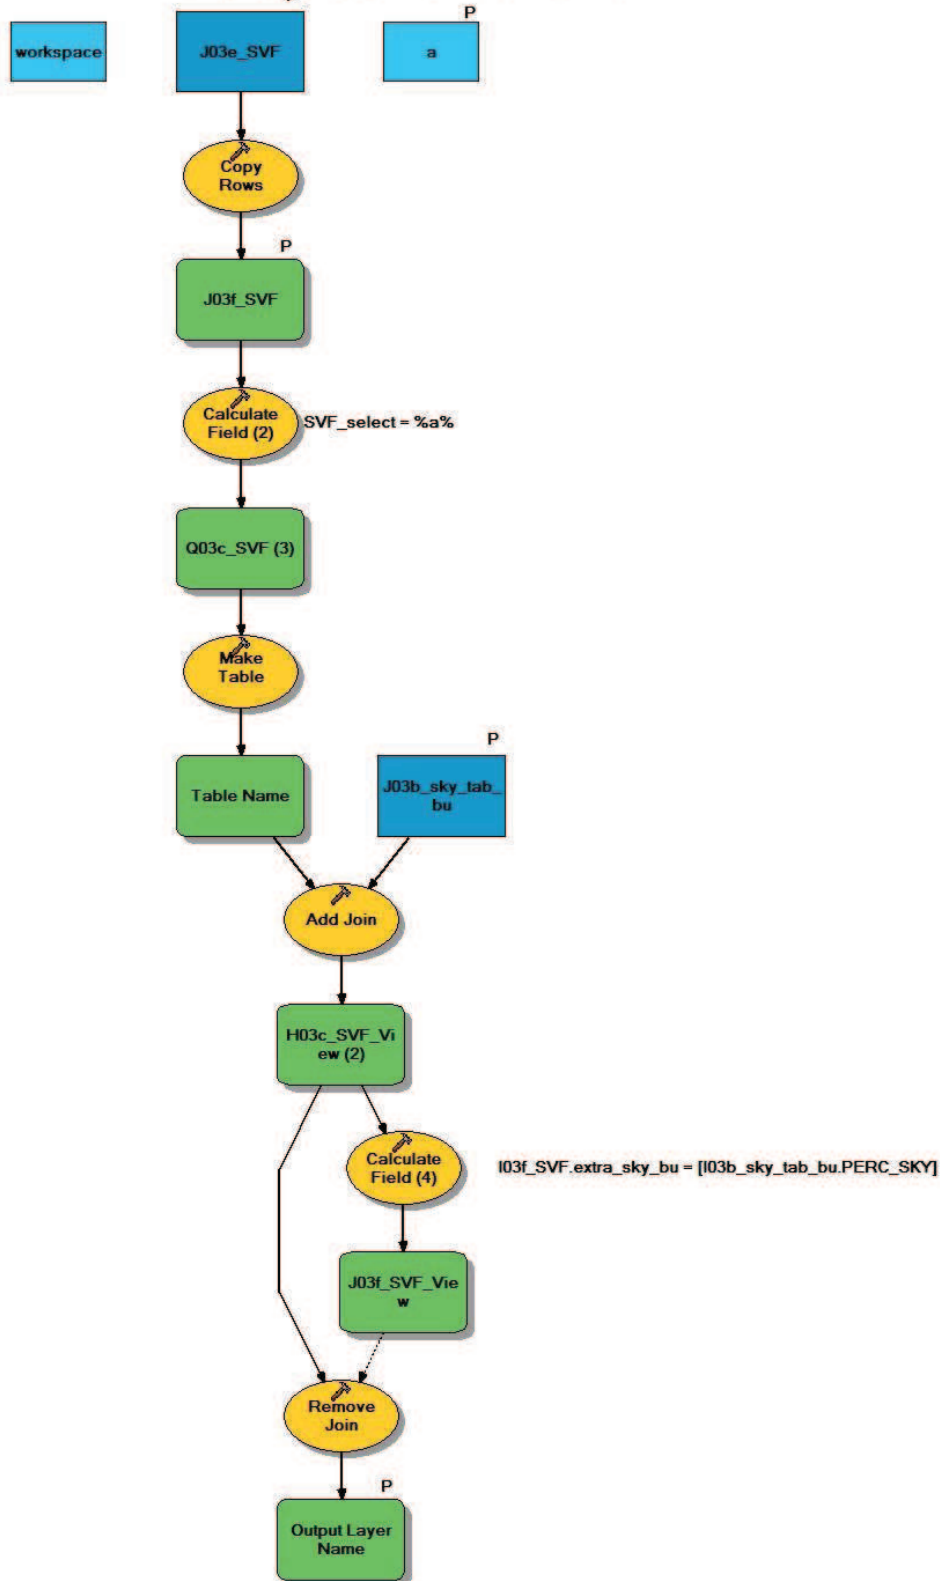 P
workspace
J03e_SVF
a
Copy
Rows
P
J03f_SVF
Calculate
Field (2)
SVF_select = %a%
Q03c_SVF (3)
Make
Table
P
Table Name
J03b_sky_tab_
bu
Add Join
H03c_SVF_Vi
ew (2)
Calculate
Field (4)
I03f_SVF.extra_sky_bu = [I03b_sky_tab_bu.PERC_SKY]
J03f_SVF_Vie
w
Remove
Join
P
Output Layer
Name